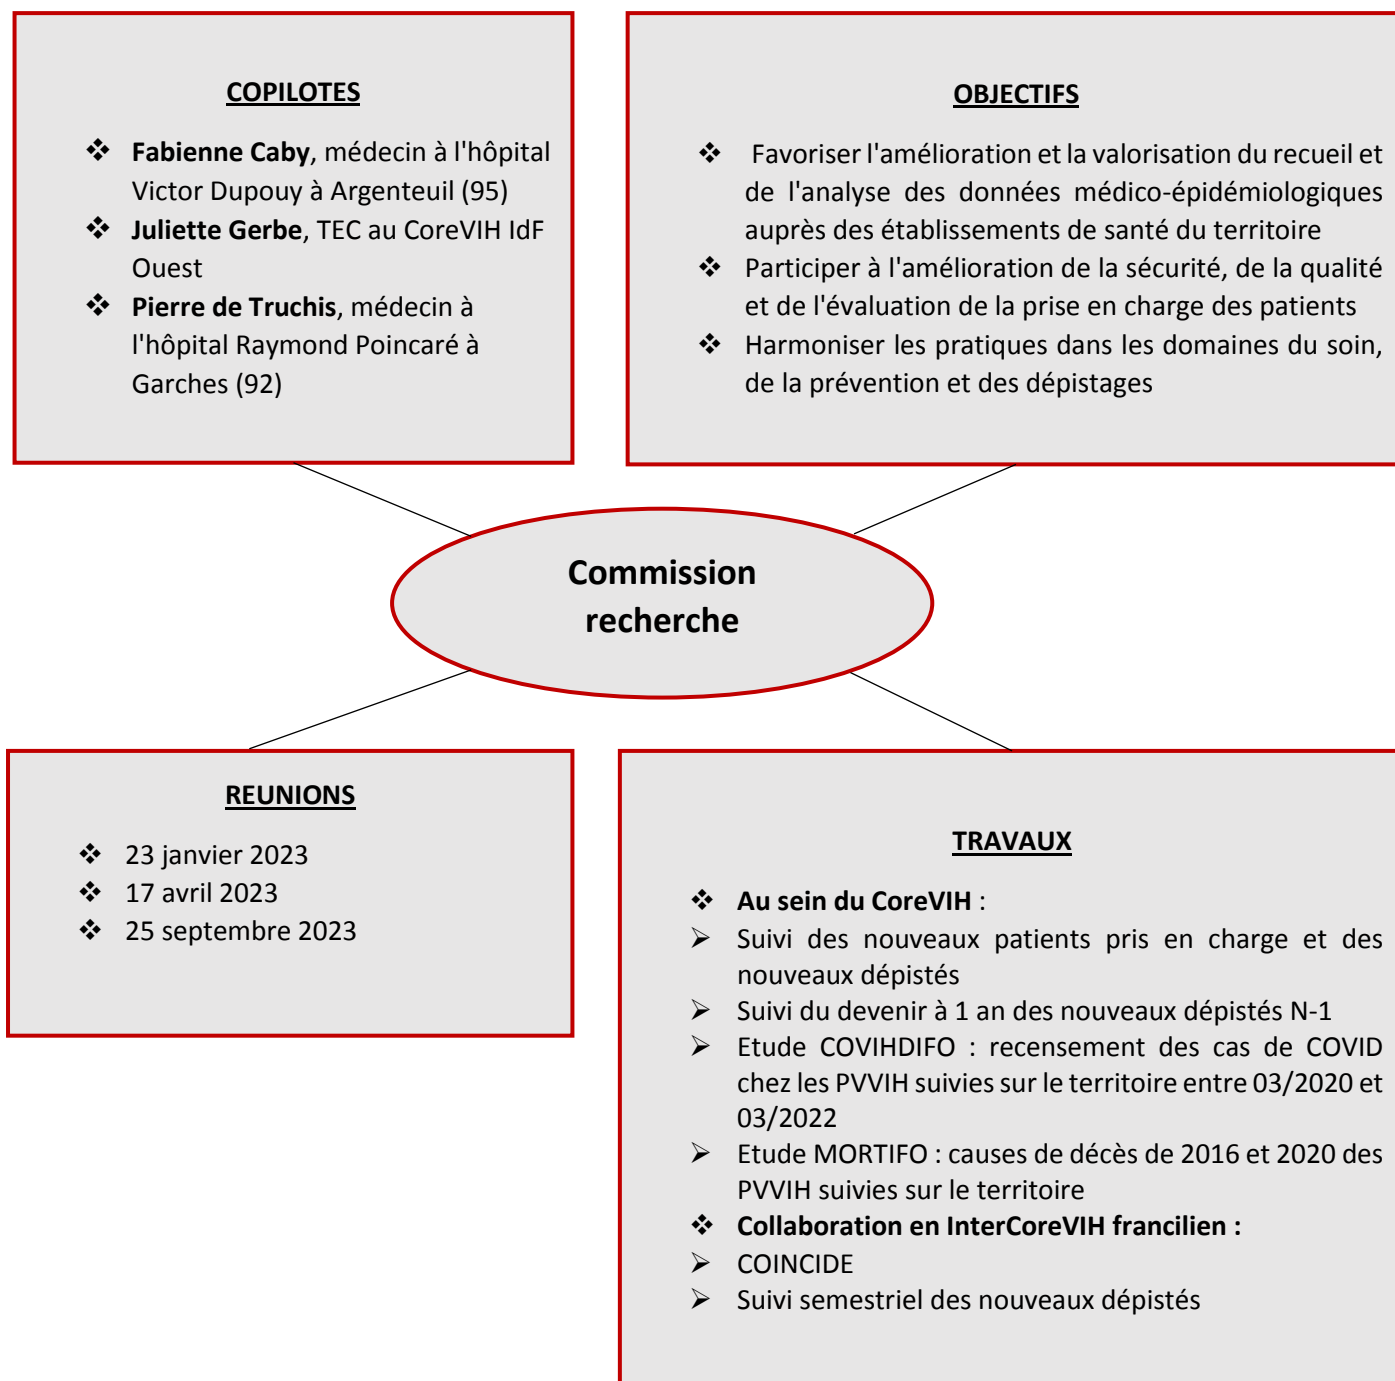 COPILOTES
❖ Fabienne Caby, médecin à l'hôpital
Victor Dupouy à Argenteuil (95)
❖ Juliette Gerbe, TEC au CoreVIH IdF
Ouest
❖ Pierre de Truchis, médecin à
l'hôpital Raymond Poincaré à
Garches (92)
OBJECTIFS
❖ Favoriser l'amélioration et la valorisation du recueil et
de l'analyse des données médico-épidémiologiques
auprès des établissements de santé du territoire
❖ Participer à l'amélioration de la sécurité, de la qualité
et de l'évaluation de la prise en charge des patients
❖ Harmoniser les pratiques dans les domaines du soin,
de la prévention et des dépistages
Commission
recherche
REUNIONS
❖ 23 janvier 2023
❖ 17 avril 2023
❖ 25 septembre 2023
TRAVAUX
❖ Au sein du CoreVIH :
➢ Suivi des nouveaux patients pris en charge et des
nouveaux dépistés
➢ Suivi du devenir à 1 an des nouveaux dépistés N-1
➢ Etude COVIHDIFO : recensement des cas de COVID
chez les PVVIH suivies sur le territoire entre 03/2020 et
03/2022
➢ Etude MORTIFO : causes de décès de 2016 et 2020 des
PVVIH suivies sur le territoire
❖ Collaboration en InterCoreVIH francilien :
➢ COINCIDE
➢ Suivi semestriel des nouveaux dépistés